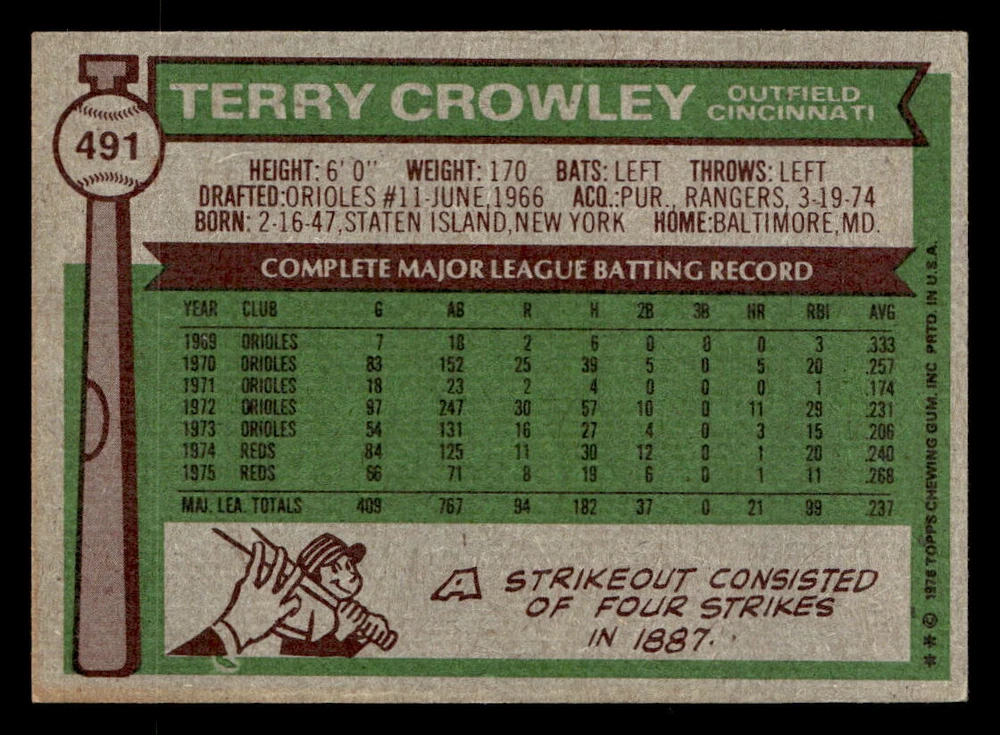 491
TERRY CROWLEY
OUTFIELD
CINCINNATI
HEIGHT: 6' 0" WEIGHT: 170 BATS: LEFT THROWS: LEFT
DRAFTED:ORIOLES #11-JUNE,1966 ACQ.:PUR., RANGERS, 3-19-74
BORN: 2-16-47,STATEN ISLAND,NEW YORK HOME:BALTIMORE,MD.
COMPLETE MAJOR LEAGUE BATTING RECORD
YEAR CLUB G AB R H 2B 3B HR RBI AVG
1969 ORIOLES 7 18 2 6 0 0 0 3 .333
1970 ORIOLES 83 152 25 39 5 0 5 20 .257
1971 ORIOLES 18 23 2 4 0 0 0 1 .174
1972 ORIOLES 97 247 30 57 10 0 11 29 .231
1973 ORIOLES 54 131 16 27 4 0 3 15 .206
1974 REDS 84 125 11 30 12 0 1 20 .240
1975 REDS 66 71 8 19 6 0 1 11 .268
MAJ. LEA. TOTALS 409 767 94 182 37 0 21 99 .237
A STRIKEOUT CONSISTED
OF FOUR STRIKES
IN 1887.
** © 1976 TOPPS CHEWING GUM, INC. PRTD. IN U.S.A.